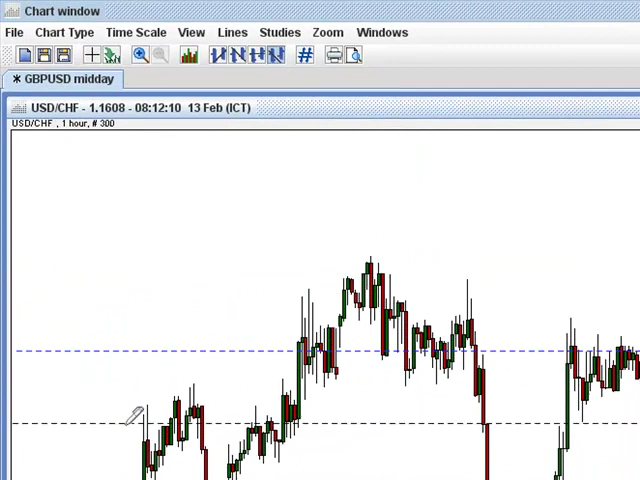 Chart window
File Chart Type Time Scale View Lines Studies Zoom Windows
* GBPUSD midday
USD/CHF - 1.1608 - 08:12:10 13 Feb (ICT)
USD/CHF , 1 hour, # 300